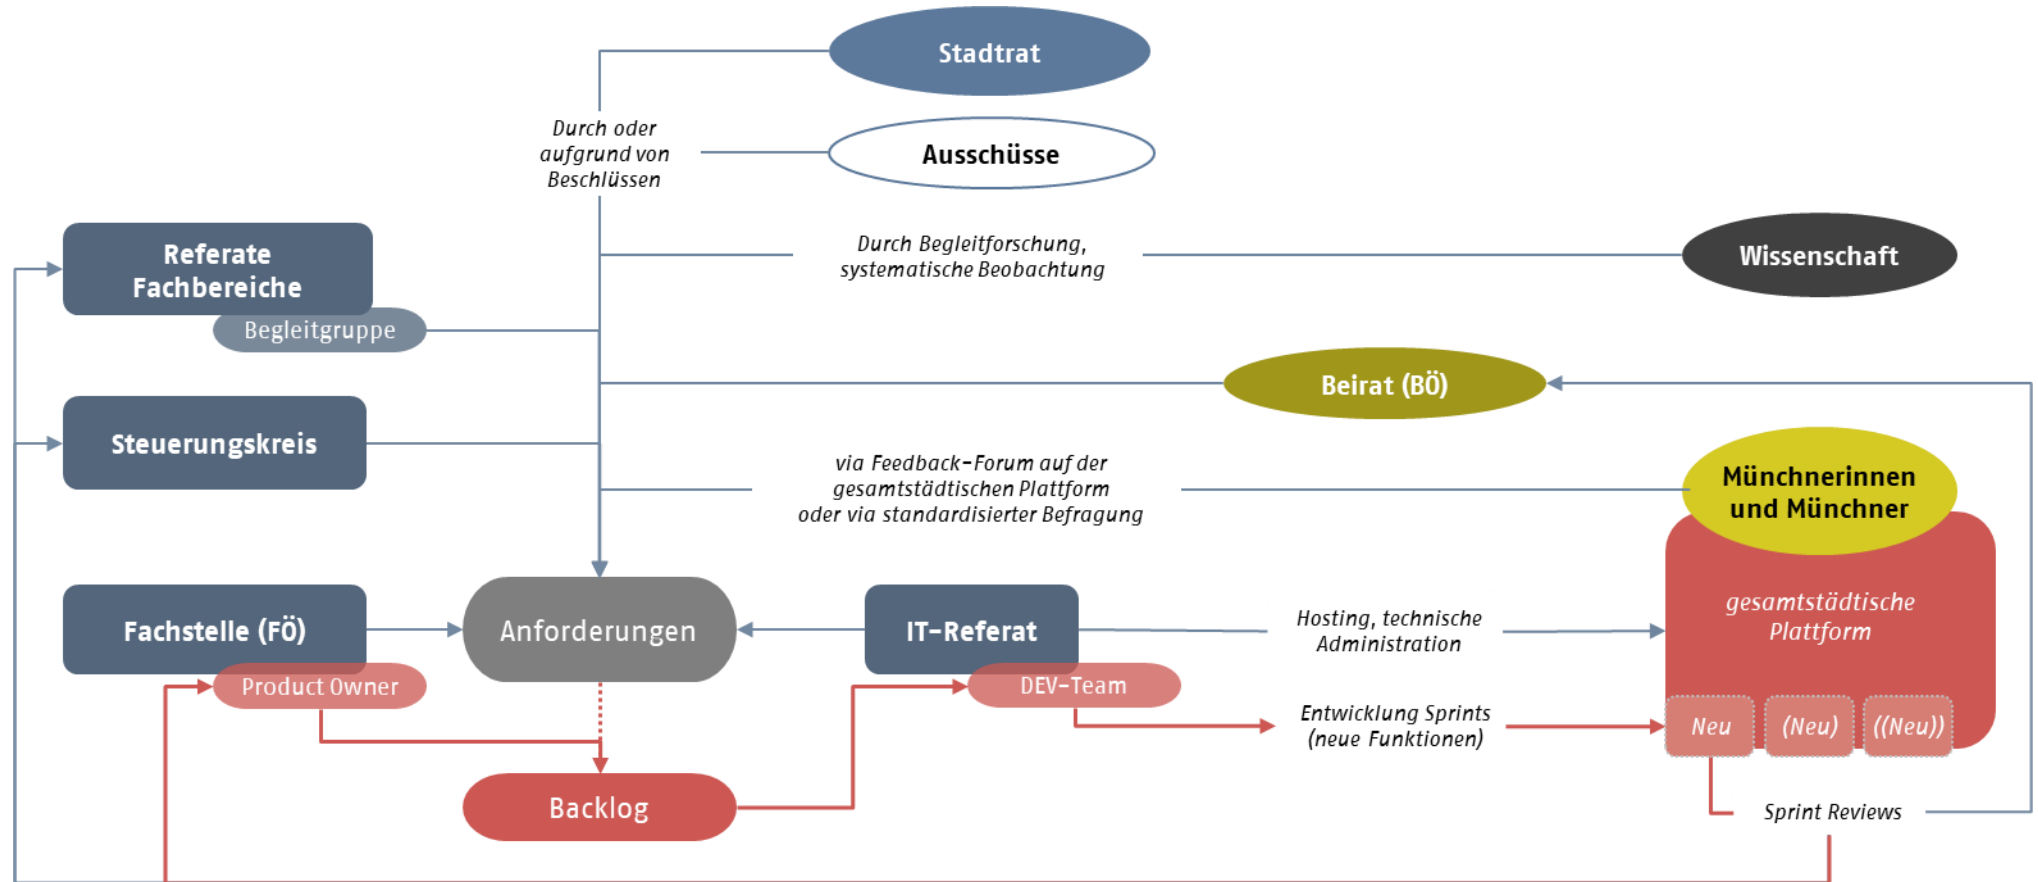 Stadtrat
Durch oder
aufgrund von
Beschlüssen
Ausschüsse
Referate
Fachbereiche
Begleitgruppe
Durch Begleitforschung,
systematische Beobachtung
Wissenschaft
Beirat (BÖ)
Steuerungskreis
via Feedback-Forum auf der
gesamtstädtischen Plattform
oder via standardisierter Befragung
Münchnerinnen
und Münchner
Fachstelle (FÖ)
Product Owner
Anforderungen
IT-Referat
DEV-Team
Hosting, technische
Administration
gesamtstädtische
Plattform
Entwicklung Sprints
(neue Funktionen)
Neu
(Neu)
((Neu))
Backlog
Sprint Reviews